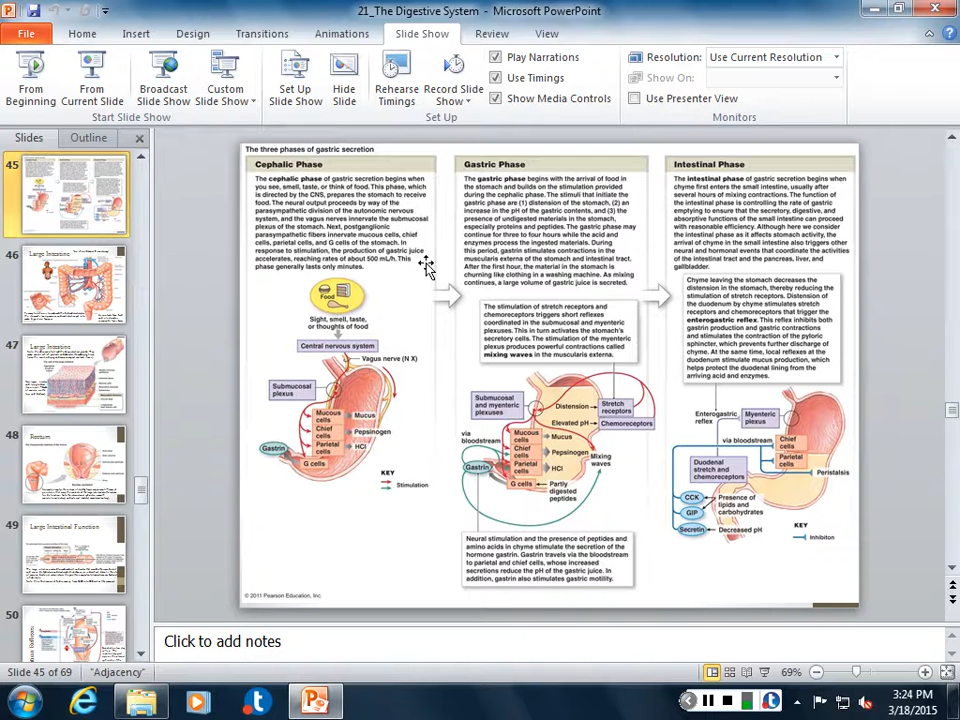 21_The Digestive System - Microsoft PowerPoint
File Home Insert Design Transitions Animations Slide Show Review View
From Beginning
From Current Slide
Broadcast Slide Show
Custom Slide Show
Start Slide Show
Set Up Slide Show
Hide Slide
Rehearse Timings
Record Slide Show
Play Narrations
Use Timings
Show Media Controls
Set Up
Resolution: Use Current Resolution
Show On:
Use Presenter View
Monitors
Slides Outline
45
46
Large Intestine
47
48
Rectum
49
Large Intestinal Function
50
The three phases of gastric secretion
Cephalic Phase
The cephalic phase of gastric secretion begins when
you see, smell, taste, or think of food. This phase, which
is directed by the CNS, prepares the stomach to receive
food. The neural output proceeds by way of the
parasympathetic division of the autonomic nervous
system, and the vagus nerves innervate the submucosal
plexus of the stomach. Next, postganglionic
parasympathetic fibers innervate mucous cells, chief
cells, parietal cells, and G cells of the stomach. In
response to stimulation, the production of gastric juice
accelerates, reaching rates of about 500 mL/h. This
phase generally lasts only minutes.
Food
Sight, smell, taste,
or thoughts of food
Central nervous system
Vagus nerve (N X)
Submucosal
plexus
Mucous
cells
Chief
cells
Parietal
cells
G cells
Mucus
Pepsinogen
HCl
Gastrin
KEY
Stimulation
Gastric Phase
The gastric phase begins with the arrival of food in
the stomach and builds on the stimulation provided
during the cephalic phase. The stimuli that initiate
the gastric phase are (1) distension of the stomach, (2) an
increase in the pH of the gastric contents, and (3) the
presence of undigested materials in the stomach,
especially proteins and peptides. The gastric phase may
continue for three to four hours while the acid and
enzymes process the ingested materials. During
this period, gastrin stimulates contractions in the
muscularis externa of the stomach and intestinal tract.
After the first hour, the material in the stomach is
churning like clothing in a washing machine. As mixing
continues, a large volume of gastric juice is secreted.
The stimulation of stretch receptors and
chemoreceptors triggers short reflexes
coordinated in the submucosal and myenteric
plexuses. This in turn activates the stomach's
secretory cells. The stimulation of the myenteric
plexus produces powerful contractions called
mixing waves in the muscularis externa.
Submucosal
and myenteric
plexuses
Distension
Stretch
receptors
Elevated pH
Chemoreceptors
via
bloodstream
Mucous
cells
Chief
cells
Parietal
cells
G cells
Mucus
Pepsinogen
HCl
Mixing
waves
Gastrin
Partly
digested
peptides
Neural stimulation and the presence of peptides and
amino acids in chyme stimulate the secretion of the
hormone gastrin. Gastrin travels via the bloodstream
to parietal and chief cells, whose increased
secretions reduce the pH of the gastric juice. In
addition, gastrin also stimulates gastric motility.
Intestinal Phase
The intestinal phase of gastric secretion begins when
chyme first enters the small intestine, usually after
several hours of mixing contractions. The function of
the intestinal phase is controlling the rate of gastric
emptying to ensure that the secretory, digestive, and
absorptive functions of the small intestine can proceed
with reasonable efficiency. Although here we consider
the intestinal phase as it affects stomach activity, the
arrival of chyme in the small intestine also triggers other
neural and hormonal events that coordinate the activities
of the intestinal tract and the pancreas, liver, and
gallbladder.
Chyme leaving the stomach decreases the
distension in the stomach, thereby reducing the
stimulation of stretch receptors. Distension of
the duodenum by chyme stimulates stretch
receptors and chemoreceptors that trigger the
enterogastric reflex. This reflex inhibits both
gastrin production and gastric contractions
and stimulates the contraction of the pyloric
sphincter, which prevents further discharge of
chyme. At the same time, local reflexes at the
duodenum stimulate mucus production, which
helps protect the duodenal lining from the
arriving acid and enzymes.
Enterogastric
reflex
Myenteric
plexus
via bloodstream
Chief
cells
Parietal
cells
Peristalsis
Duodenal
stretch and
chemoreceptors
CCK
GIP
Secretin
Presence of
lipids and
carbohydrates
Decreased pH
KEY
Inhibiton
© 2011 Pearson Education, Inc.
Click to add notes
Slide 45 of 69 "Adjacency" 69%
3:24 PM
3/18/2015